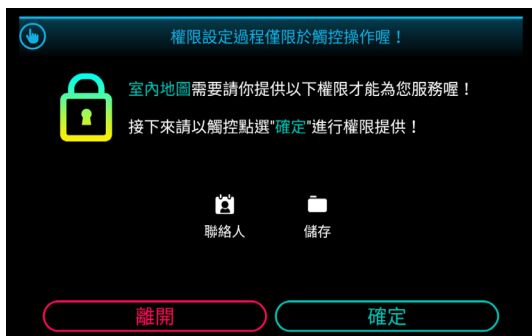 權限設定過程僅限於觸控操作喔！
室內地圖需要請你提供以下權限才能為您服務喔！
接下來請以觸控點選"確定"進行權限提供！
聯絡人 儲存
離開 確定